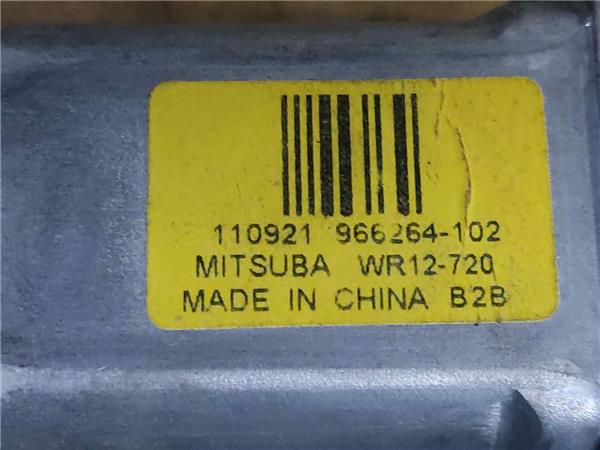 110921 966264-102
MITSUBA WR12-720
MADE IN CHINA B2B